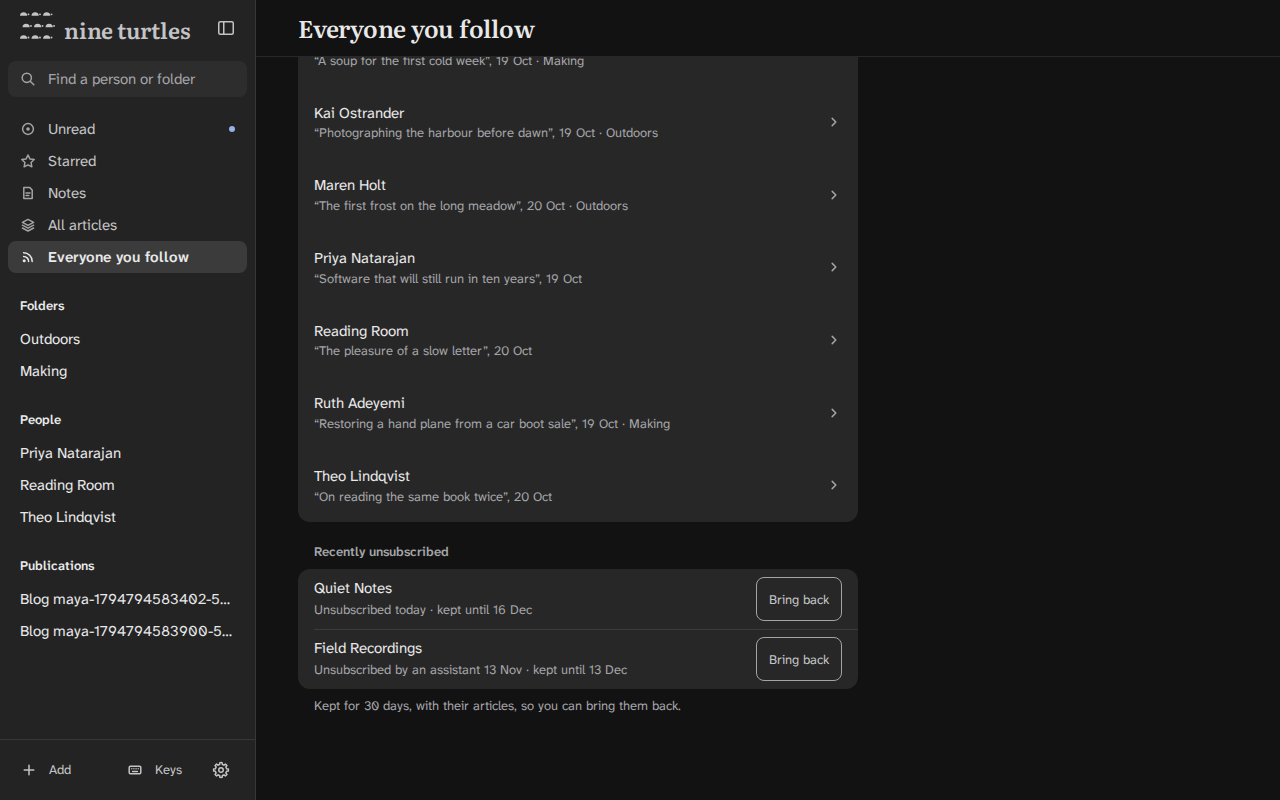 nine turtles
Find a person or folder
Unread
Starred
Notes
All articles
Everyone you follow
Folders
Outdoors
Making
People
Priya Natarajan
Reading Room
Theo Lindqvist
Publications
Blog maya-1794794583402-5…
Blog maya-1794794583900-5…
Add
Keys
Everyone you follow
“A soup for the first cold week”, 19 Oct · Making
Kai Ostrander
“Photographing the harbour before dawn”, 19 Oct · Outdoors
Maren Holt
“The first frost on the long meadow”, 20 Oct · Outdoors
Priya Natarajan
“Software that will still run in ten years”, 19 Oct
Reading Room
“The pleasure of a slow letter”, 20 Oct
Ruth Adeyemi
“Restoring a hand plane from a car boot sale”, 19 Oct · Making
Theo Lindqvist
“On reading the same book twice”, 20 Oct
Recently unsubscribed
Quiet Notes
Unsubscribed today · kept until 16 Dec
Bring back
Field Recordings
Unsubscribed by an assistant 13 Nov · kept until 13 Dec
Bring back
Kept for 30 days, with their articles, so you can bring them back.